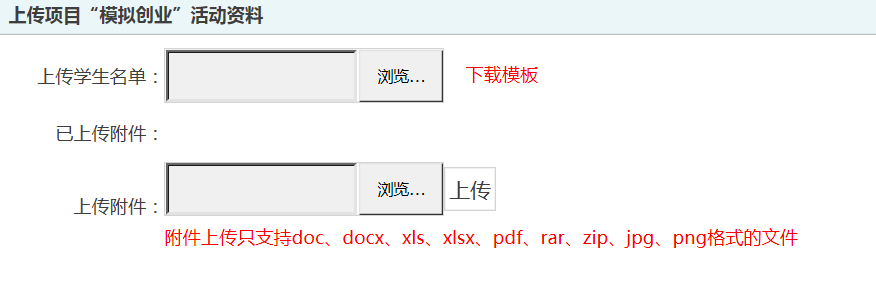 上传项目“模拟创业”活动资料
上传学生名单： 浏览... 下载模板
已上传附件：
上传附件： 浏览... 上传
附件上传只支持doc、docx、xls、xlsx、pdf、rar、zip、jpg、png格式的文件